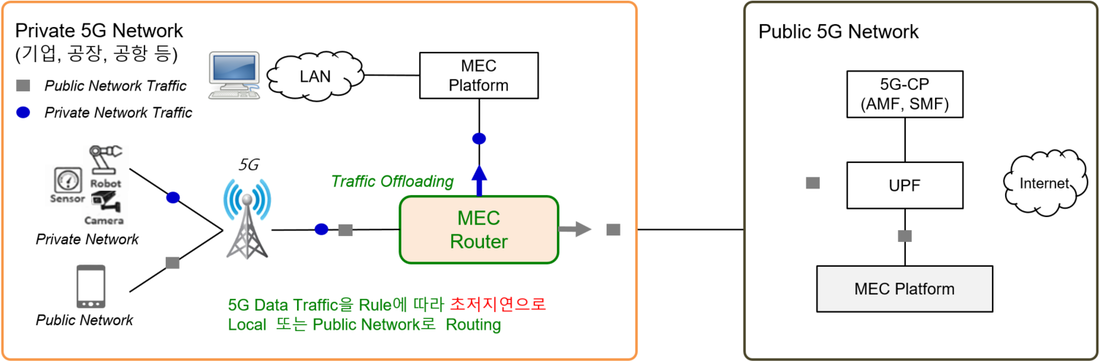 Private 5G Network
(기업, 공장, 공항 등)
Public Network Traffic
Private Network Traffic
LAN
MEC
Platform
Robot
Sensor
Camera
Private Network
Public Network
5G
Traffic Offloading
MEC
Router
5G Data Traffic을 Rule에 따라 초저지연으로
Local 또는 Public Network로 Routing
Public 5G Network
5G-CP
(AMF, SMF)
UPF
Internet
MEC Platform